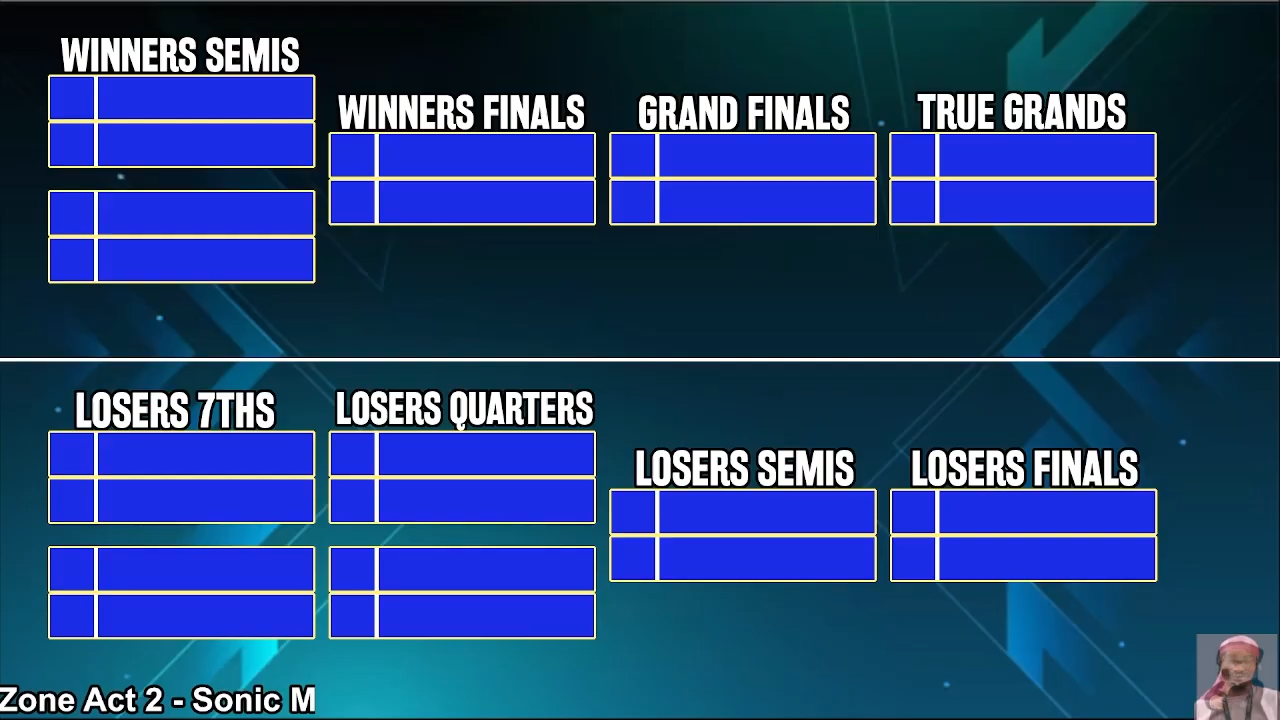 WINNERS SEMIS
WINNERS FINALS
GRAND FINALS
TRUE GRANDS
LOSERS 7THS
LOSERS QUARTERS
LOSERS SEMIS
LOSERS FINALS
Zone Act 2 - Sonic M